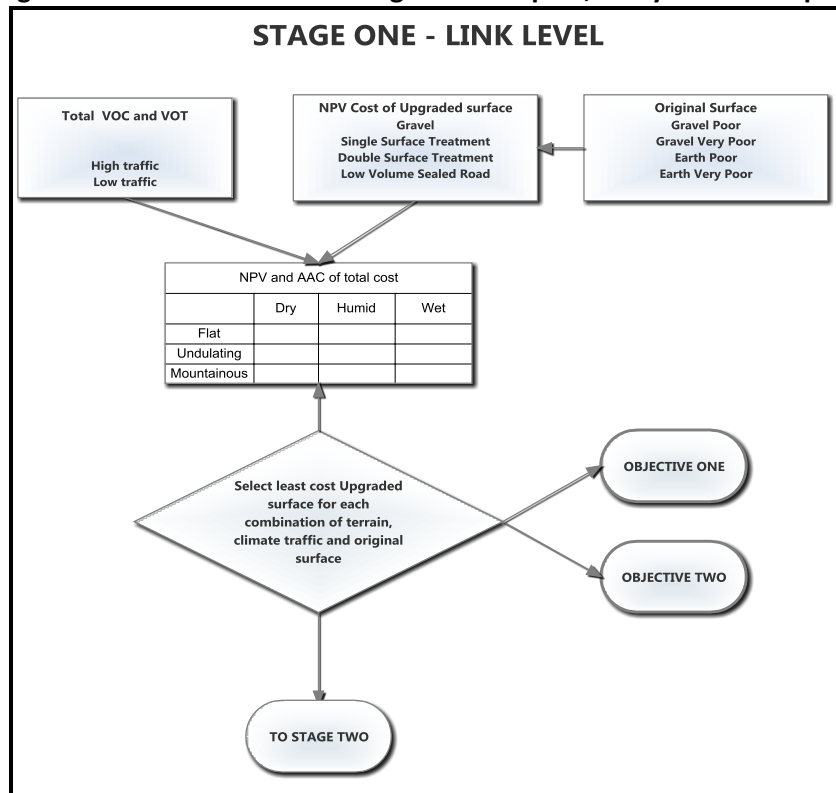 STAGE ONE - LINK LEVEL
Total VOC and VOT
High traffic
Low traffic
NPV Cost of Upgraded surface
Gravel
Single Surface Treatment
Double Surface Treatment
Low Volume Sealed Road
Original Surface
Gravel Poor
Gravel Very Poor
Earth Poor
Earth Very Poor
NPV and AAC of total cost
Dry Humid Wet
Flat
Undulating
Mountainous
Select least cost Upgraded
surface for each
combination of terrain,
climate traffic and original
surface
OBJECTIVE ONE
OBJECTIVE TWO
TO STAGE TWO